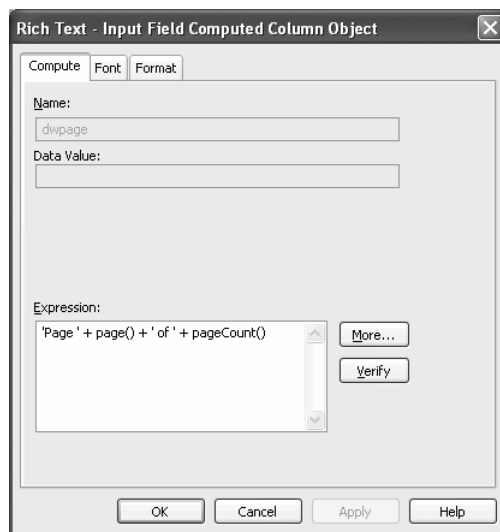 Rich Text - Input Field Computed Column Object
Compute Font Format
Name:
dwpage
Data Value:
Expression:
'Page ' + page() + ' of ' + pageCount()
More...
Verify
OK Cancel Apply Help